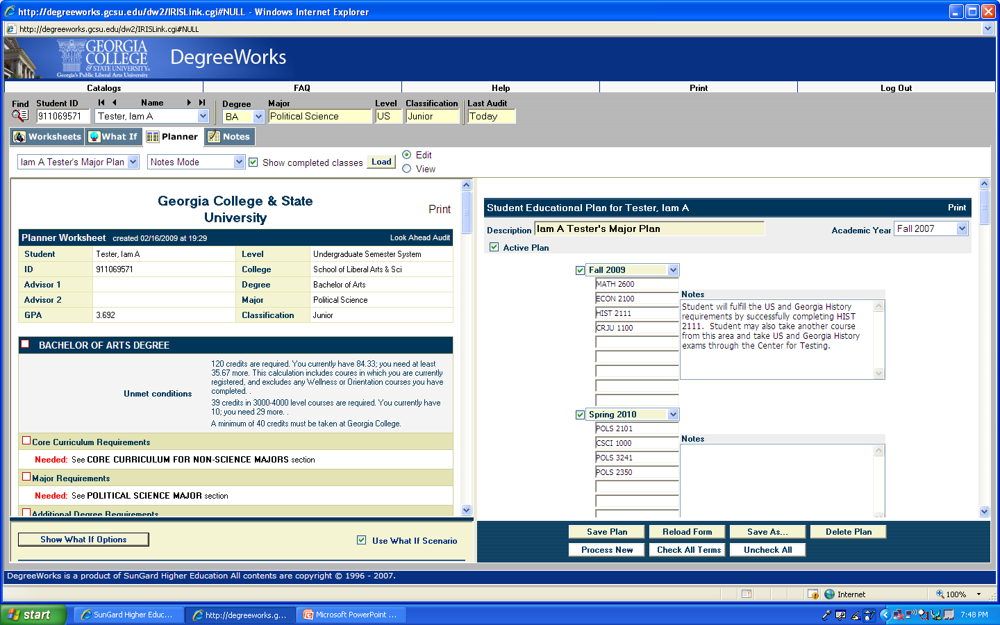 http://degreeworks.gcsu.edu/dw2/IRISLink.cgi#NULL - Windows Internet Explorer
http://degreeworks.gcsu.edu/dw2/IRISLink.cgi#NULL
GEORGIA
COLLEGE
& STATE
UNIVERSITY
Georgia's Public Liberal Arts University
DegreeWorks
Catalogs FAQ Help Print Log Out
Find Student ID Name Degree Major Level Classification Last Audit
911069571 Tester, Iam A BA Political Science US Junior Today
Worksheets What If Planner Notes
Iam A Tester's Major Plan Notes Mode Show completed classes Load Edit
View
Georgia College & State
University
Print
Planner Worksheet created 02/16/2009 at 19:29 Look Ahead Audit
Student Tester, Iam A Level Undergraduate Semester System
ID 911069571 College School of Liberal Arts & Sci
Advisor 1 Degree Bachelor of Arts
Advisor 2 Major Political Science
GPA 3.692 Classification Junior
BACHELOR OF ARTS DEGREE
Unmet conditions
120 credits are required. You currently have 84.33; you need at least
35.67 more. This calculation includes coures in which you are currently
registered, and excludes any Wellness or Orientation courses you have
completed. .
39 credits in 3000-4000 level courses are required. You currently have
10; you need 29 more. .
A minimum of 40 credits must be taken at Georgia College.
Core Curriculum Requirements
Needed: See CORE CURRICULUM FOR NON-SCIENCE MAJORS section
Major Requirements
Needed: See POLITICAL SCIENCE MAJOR section
Additional Degree Requirements
Show What If Options Use What If Scenario
Student Educational Plan for Tester, Iam A Print
Description Iam A Tester's Major Plan Academic Year Fall 2007
Active Plan
Fall 2009
MATH 2600
ECON 2100
HIST 2111
CRJU 1100
Notes
Student will fulfill the US and Georgia History
requirements by successfully completing HIST
2111. Student may also take another course
from this area and take US and Georgia History
exams through the Center for Testing.
Spring 2010
POLS 2101
CSCI 1000
POLS 3241
POLS 2350
Notes
Save Plan Reload Form Save As... Delete Plan
Process New Check All Terms Uncheck All
DegreeWorks is a product of SunGard Higher Education All contents are copyright © 1996 - 2007.
Internet 100%
start SunGard Higher Educ... http://degreeworks.g... Microsoft PowerPoint ... 7:48 PM